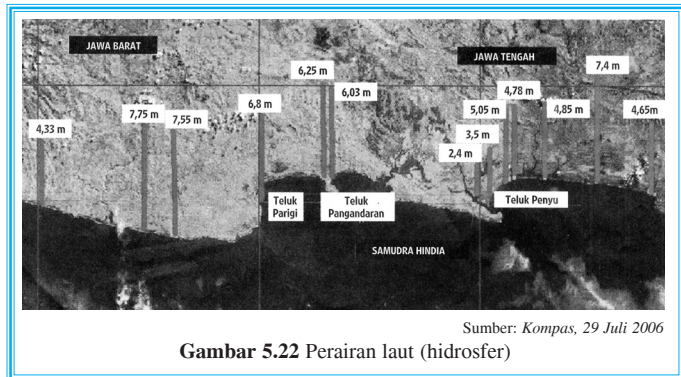 JAWA BARAT
JAWA TENGAH
7,4 m
6,25 m
4,78 m
6,03 m
7,75 m
6,8 m
5,05 m
4,85 m
4,65m
7,55 m
4,33 m
3,5 m
2,4 m
Teluk
Parigi
Teluk
Pangandaran
Teluk Penyu
SAMUDRA HINDIA
Sumber: Kompas, 29 Juli 2006
Gambar 5.22 Perairan laut (hidrosfer)